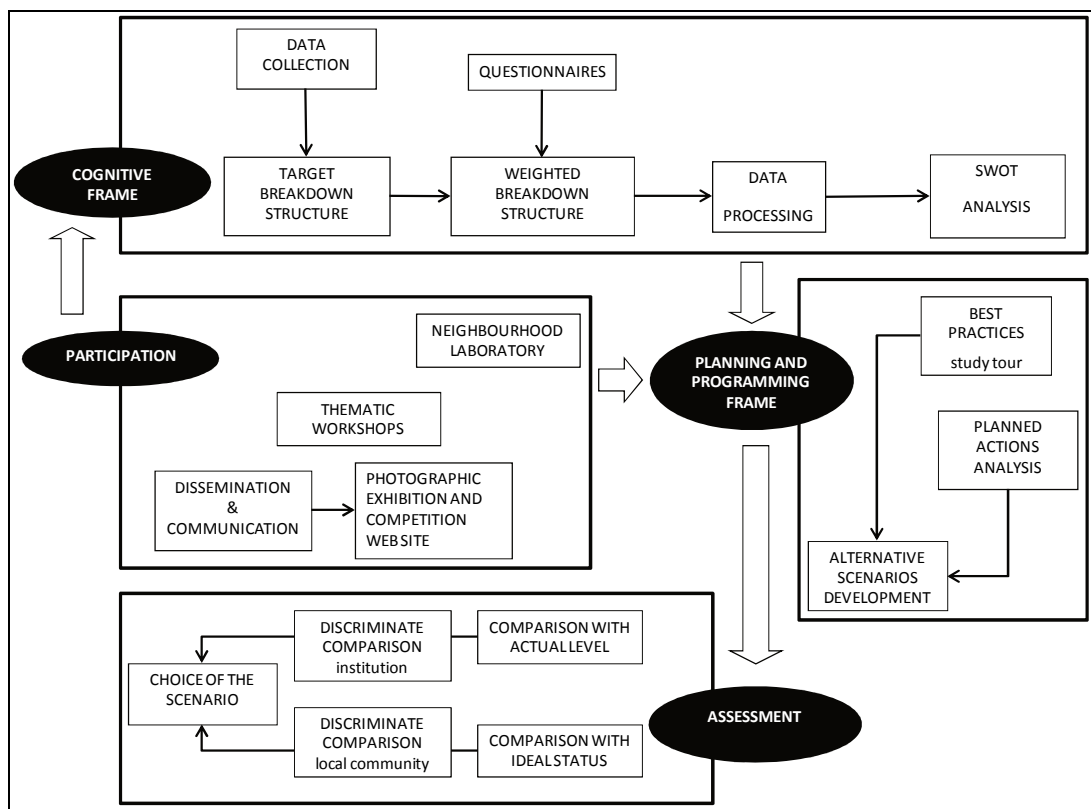 DATA
COLLECTION
QUESTIONNAIRES
COGNITIVE
FRAME
TARGET
BREAKDOWN
STRUCTURE
WEIGHTED
BREAKDOWN
STRUCTURE
DATA
PROCESSING
SWOT
ANALYSIS
PARTICIPATION
NEIGHBOURHOOD
LABORATORY
THEMATIC
WORKSHOPS
DISSEMINATION
&
COMMUNICATION
PHOTOGRAPHIC
EXHIBITION AND
COMPETITION
WEB SITE
PLANNING AND
PROGRAMMING
FRAME
BEST
PRACTICES
study tour
PLANNED
ACTIONS
ANALYSIS
ALTERNATIVE
SCENARIOS
DEVELOPMENT
CHOICE OF THE
SCENARIO
DISCRIMINATE
COMPARISON
institution
COMPARISON WITH
ACTUAL LEVEL
DISCRIMINATE
COMPARISON
local community
COMPARISON WITH
IDEAL STATUS
ASSESSMENT